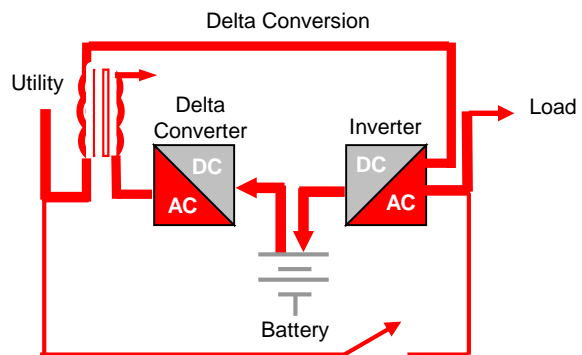 Delta Conversion
Utility
Delta
Converter
Inverter
Load
DC
AC
DC
AC
Battery